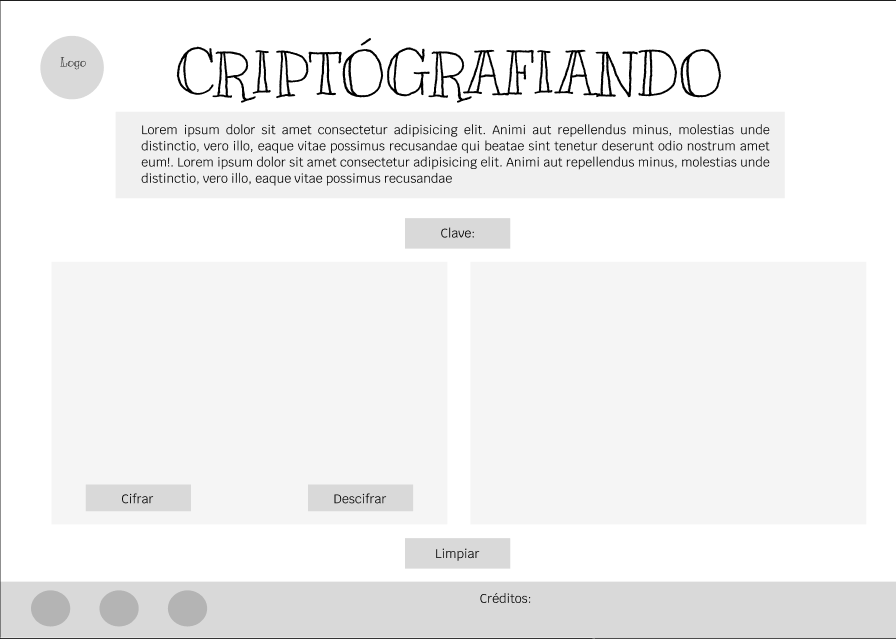 Logo
CRIPTÓGRAFIANDO
Lorem ipsum dolor sit amet consectetur adipisicing elit. Animi aut repellendus minus, molestias unde
distinctio, vero illo, eaque vitae possimus recusandae qui beatae sint tenetur deserunt odio nostrum amet
eum!. Lorem ipsum dolor sit amet consectetur adipisicing elit. Animi aut repellendus minus, molestias unde
distinctio, vero illo, eaque vitae possimus recusandae
Clave:
Cifrar
Descifrar
Limpiar
Créditos: